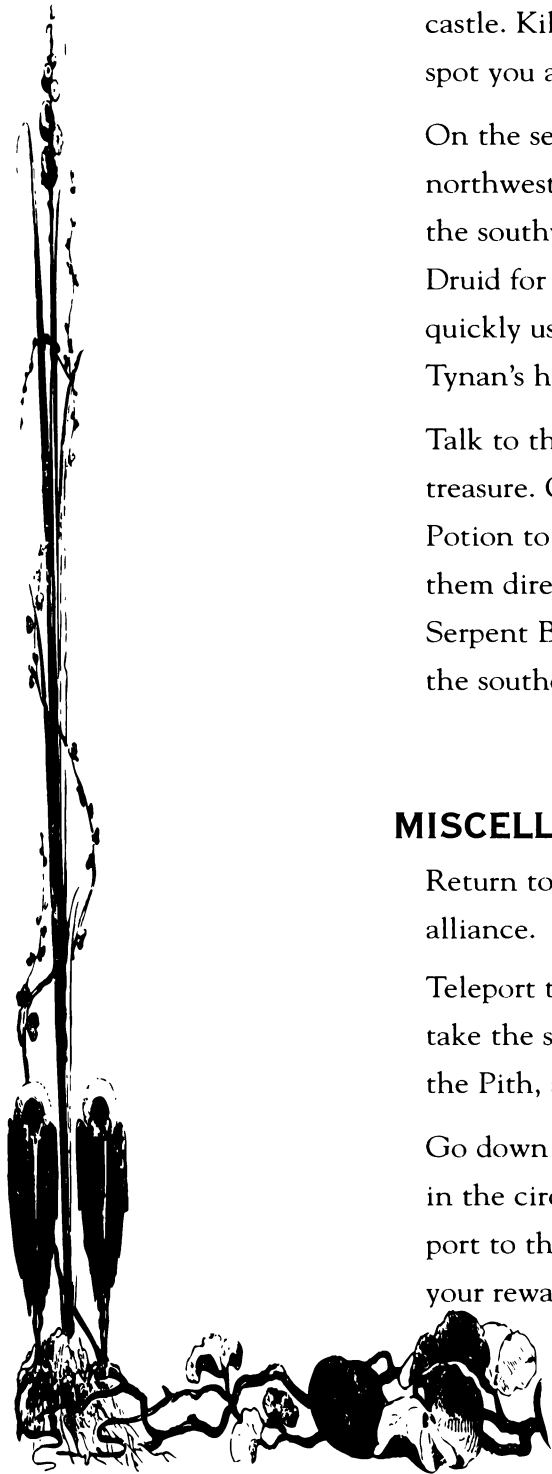 castle. Kil
spot you a
On the se
northwest
the south
Druid for
quickly us
Tynan's h
Talk to th
treasure.
Potion to
them dire
Serpent B
the southe
MISCELL
Return to
alliance.
Teleport t
take the s
the Pith,
Go down
in the circ
port to th
your rewa